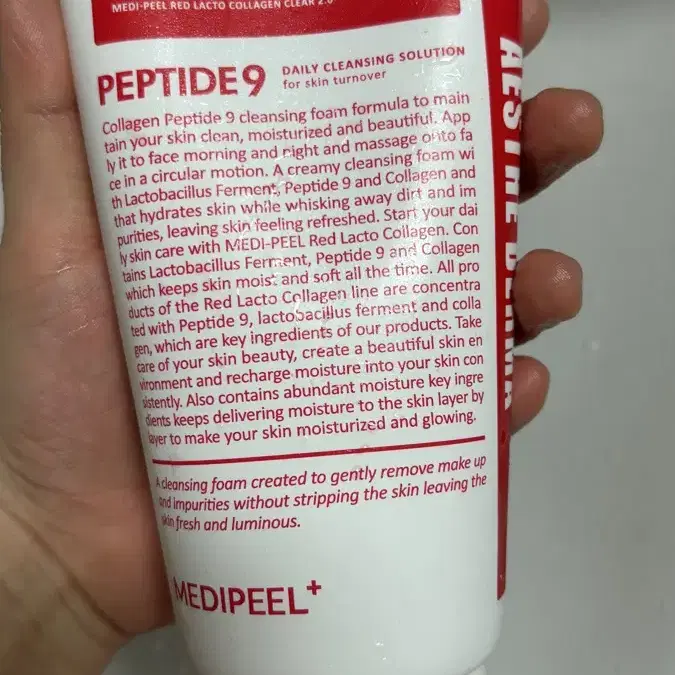 MEDI-PEEL RED LACTO COLLAGEN CLEAR 2.0
PEPTIDE9
DAILY CLEANSING SOLUTION
for skin turnover
Collagen Peptide 9 cleansing foam formula to main
tain your skin clean, moisturized and beautiful. App
ly it to face morning and night and massage onto fa
ce in a circular motion. A creamy cleansing foam wi
th Lactobacillus Ferment, Peptide 9 and Collagen and
that hydrates skin while whisking away dirt and im
purities, leaving skin feeling refreshed. Start your dai
ly skin care with MEDI-PEEL Red Lacto Collagen. Con
tains Lactobacillus Ferment, Peptide 9 and Collagen
which keeps skin moist and soft all the time. All pro
ducts of the Red Lacto Collagen line are concentra
ted with Peptide 9, lactobacillus ferment and colla
gen, which are key ingredients of our products. Take
care of your skin beauty, create a beautiful skin en
vironment and recharge moisture into your skin con
sistently. Also contains abundant moisture key ingre
dients keeps delivering moisture to the skin layer by
layer to make your skin moisturized and glowing.
A cleansing foam created to gently remove make up
and impurities without stripping the skin leaving the
skin fresh and luminous.
MEDIPEEL+
AESTHE DERMA